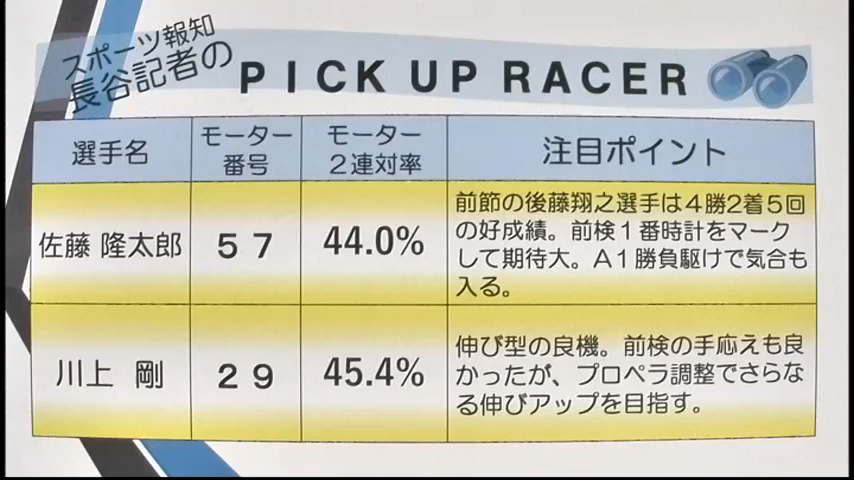 スポーツ報知
長谷記者の
PICK UP RACER
選手名
モーター
番号
モーター
2連対率
注目ポイント
佐藤 隆太郎
57
44.0%
前節の後藤翔之選手は4勝2着5回
の好成績。前検1番時計をマーク
して期待大。A1勝負駆けで気合も
入る。
川上 剛
29
45.4%
伸び型の良機。前検の手応えも良
かったが、プロペラ調整でさらな
る伸びアップを目指す。